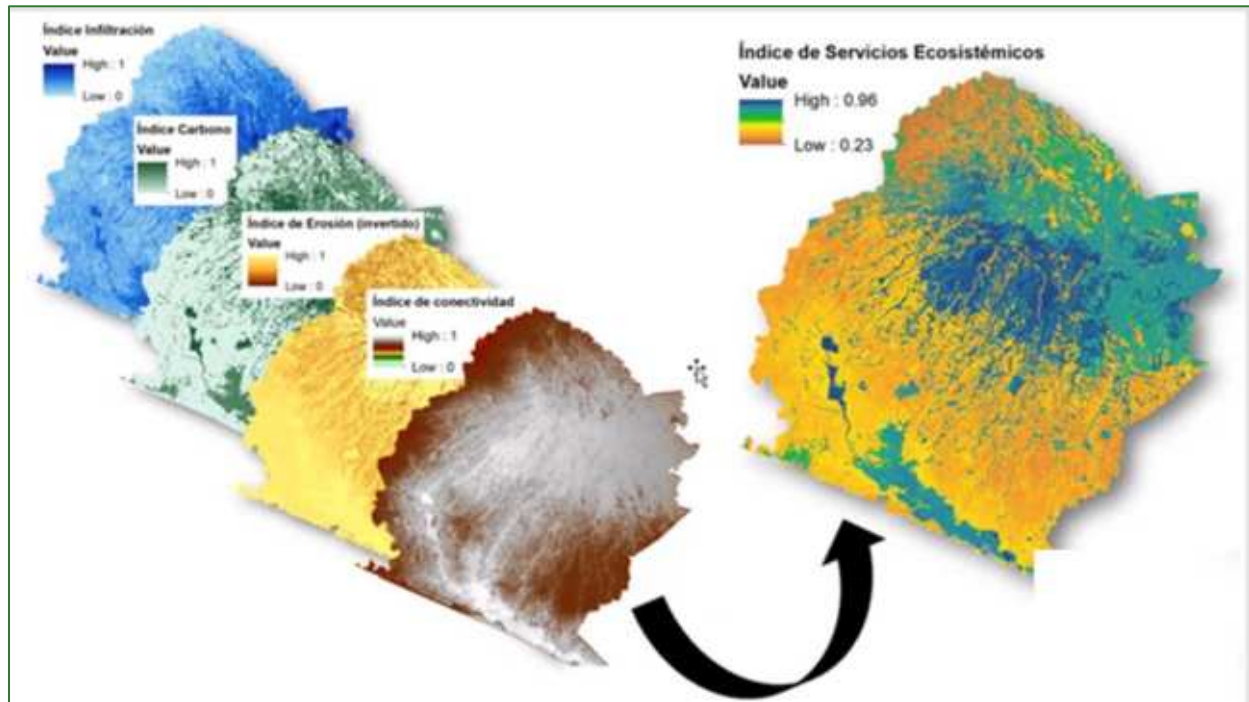 Índice Infiltración
Value
High : 1
Low : 0
Índice Carbono
Value
High : 1
Low : 0
Índice de Erosión (invertido)
Value
High : 1
Low : 0
Índice de conectividad
Value
High : 1
Low : 0
Índice de Servicios Ecosistémicos
Value
High : 0.96
Low : 0.23